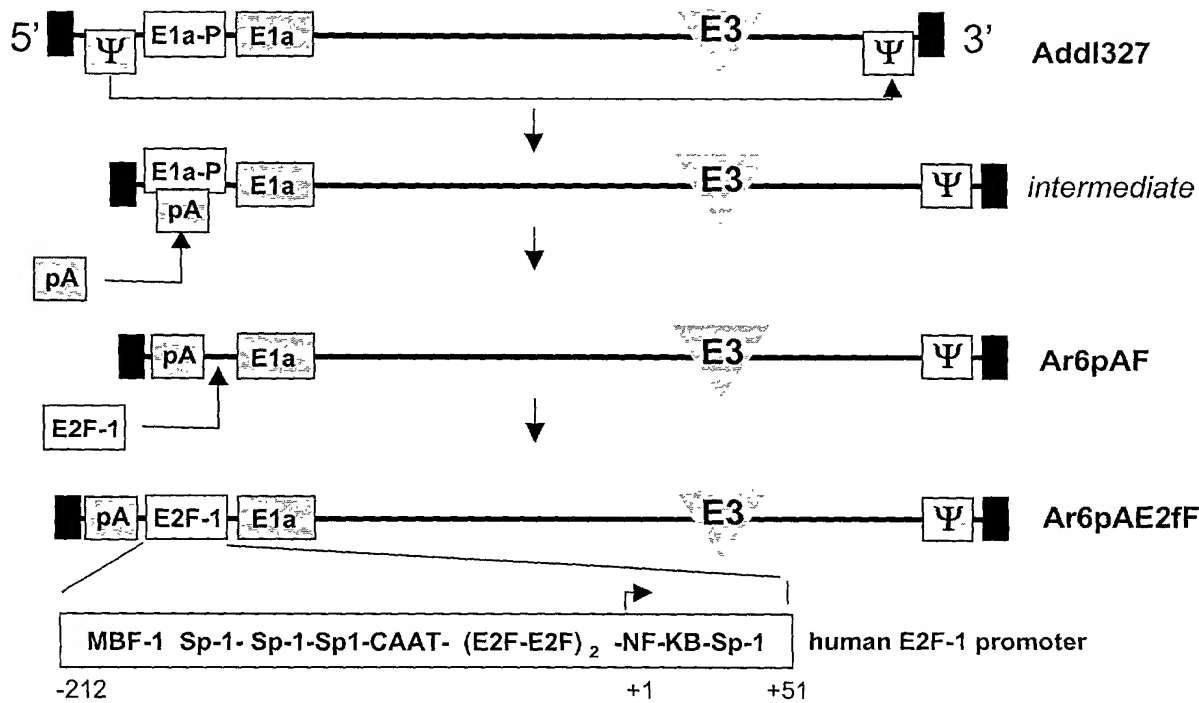 5’ Ψ E1a-P E1a E3 Ψ 3’ Addl327
E1a-P pA E1a E3 Ψ intermediate
pA
pA E1a E3 Ψ Ar6pAF
E2F-1
pA E2F-1 E1a E3 Ψ Ar6pAE2fF
MBF-1 Sp-1- Sp-1-Sp1-CAAT- (E2F-E2F) 2 -NF-KB-Sp-1 human E2F-1 promoter
-212 +1 +51